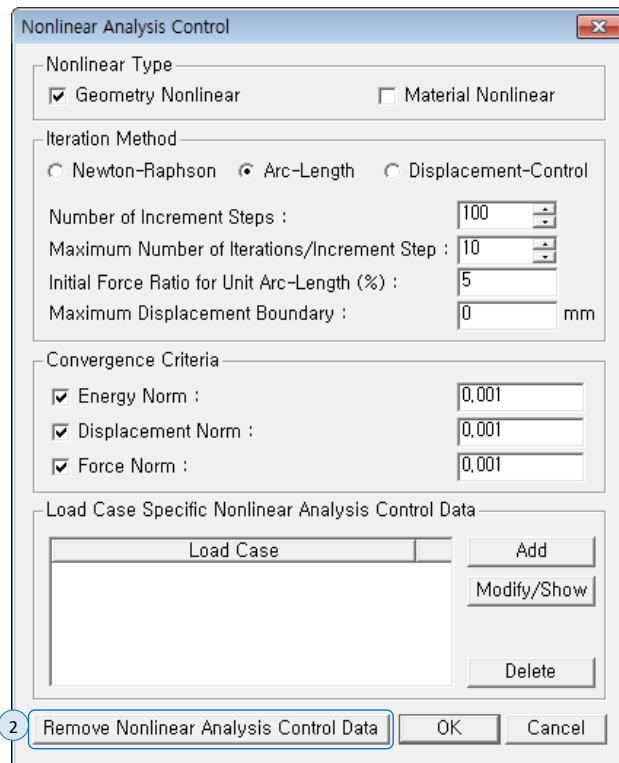 Nonlinear Analysis Control
Nonlinear Type
Geometry Nonlinear Material Nonlinear
Iteration Method
Newton-Raphson Arc-Length Displacement-Control
Number of Increment Steps : 100
Maximum Number of Iterations/Increment Step : 10
Initial Force Ratio for Unit Arc-Length (%) : 5
Maximum Displacement Boundary : 0 mm
Convergence Criteria
Energy Norm : 0,001
Displacement Norm : 0,001
Force Norm : 0,001
Load Case Specific Nonlinear Analysis Control Data
Load Case Add
Modify/Show
Delete
2 Remove Nonlinear Analysis Control Data OK Cancel